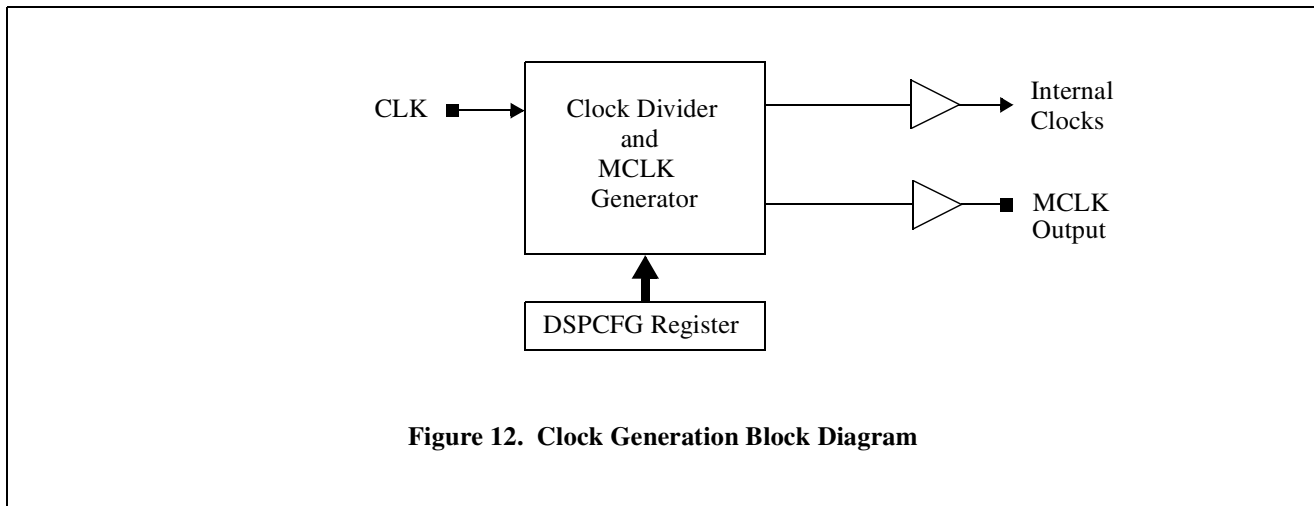 CLK
Clock Divider
and
MCLK
Generator
Internal
Clocks
MCLK
Output
DSPCFG Register
Figure 12. Clock Generation Block Diagram